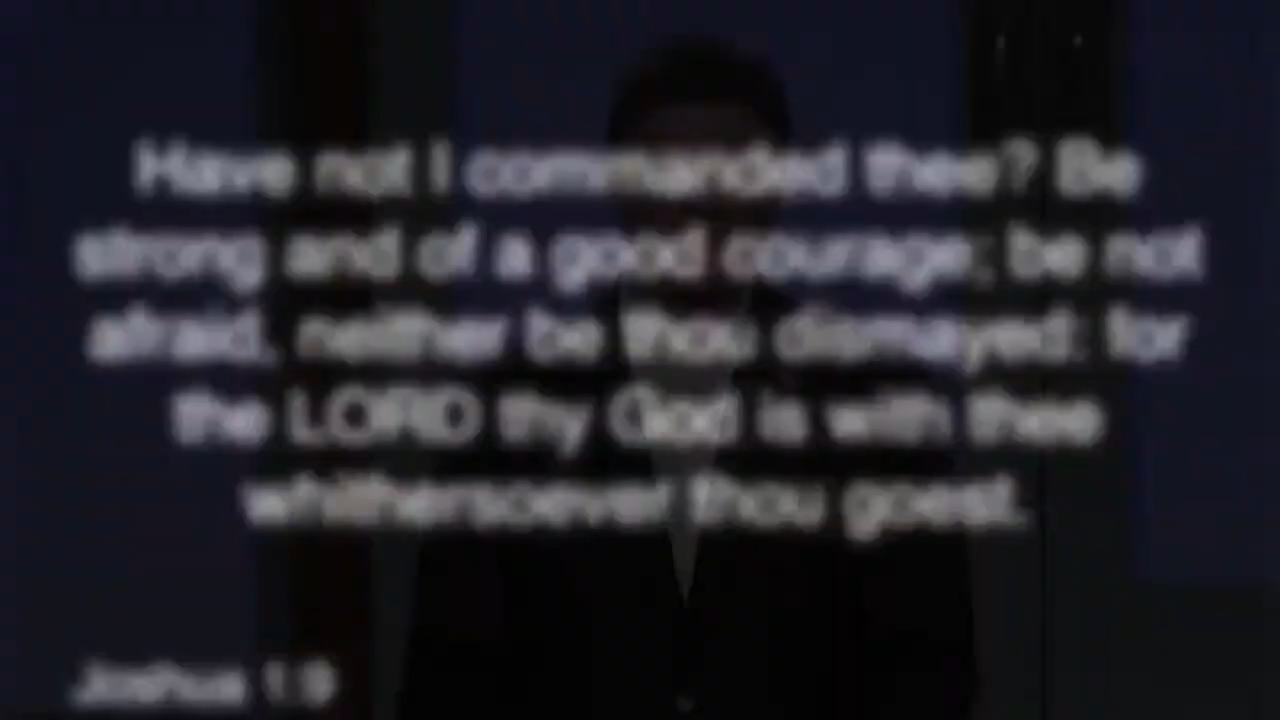 Have not I commanded thee? Be
strong and of a good courage; be not
afraid, neither be thou dismayed: for
the LORD thy God is with thee
whithersoever thou goest.
Joshua 1:9